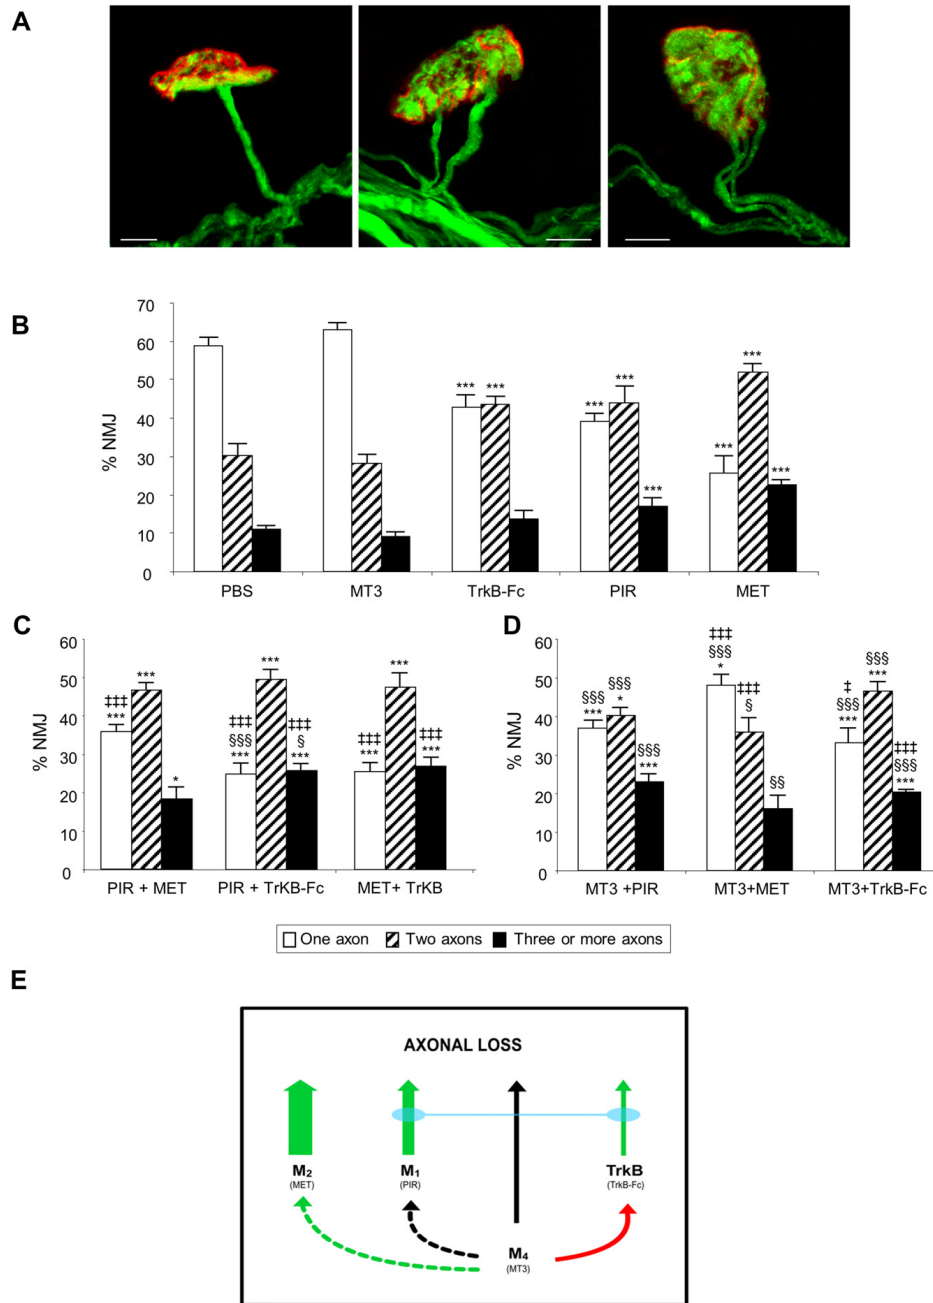 A
B
70
60
50
40
30
20
10
0
% NMJ
*** *** *** *** *** *** *** ***
PBS MT3 TrkB-Fc PIR MET
C
60
50
40
30
20
10
0
% NMJ
‡‡‡ *** *** *
‡‡‡ §§§ *** *** ‡‡‡ § ***
‡‡‡ *** *** ‡‡‡ ***
PIR + MET PIR + TrKB-Fc MET+ TrKB
D
60
50
40
30
20
10
0
% NMJ
§§§ *** §§§ * §§§ ***
‡‡‡ §§§ * ‡‡‡ § §§
‡ §§§ *** §§§ *** ‡‡‡ §§§ ***
MT3 +PIR MT3+MET MT3+TrkB-Fc
One axon Two axons Three or more axons
E
AXONAL LOSS
M₂ M₁ TrkB
(MET) (PIR) (TrkB-Fc)
M₄
(MT3)